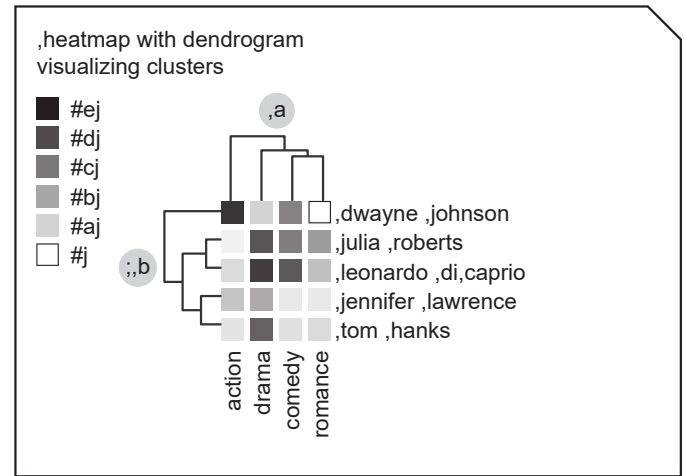 ,heatmap with dendrogram
visualizing clusters
#ej
#dj
#cj
#bj
#aj
#j
,a
;,b
,dwayne ,johnson
,julia ,roberts
,leonardo ,di,caprio
,jennifer ,lawrence
,tom ,hanks
action
drama
comedy
romance